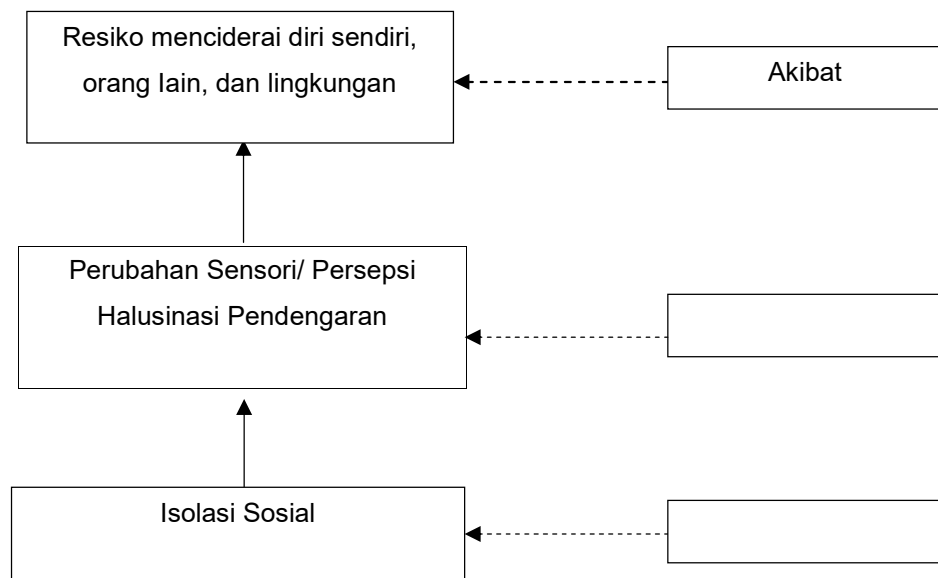 Resiko menciderai diri sendiri,
orang lain, dan lingkungan
Akibat
Perubahan Sensori/ Persepsi
Halusinasi Pendengaran
Isolasi Sosial